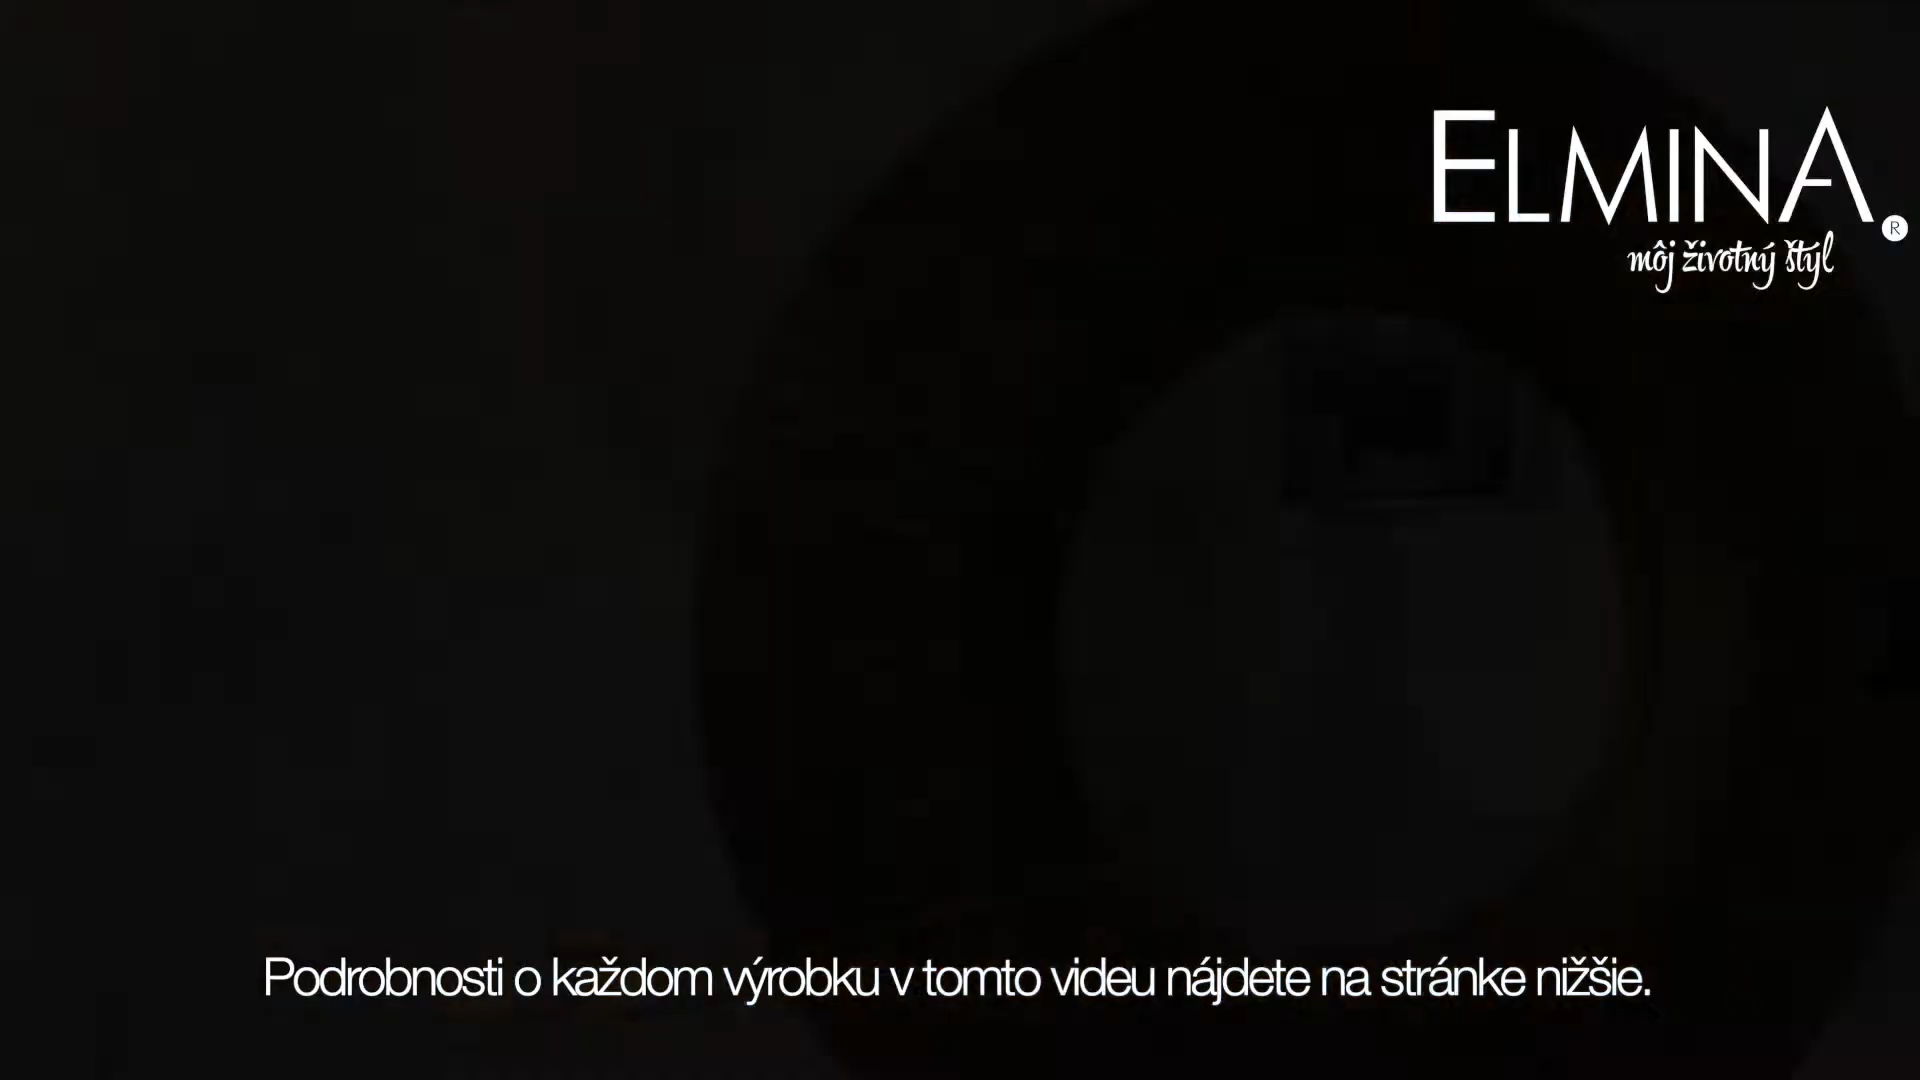 ELMINA ®
môj životný štýl
Podrobnosti o každom výrobku v tomto videu nájdete na stránke nižšie.